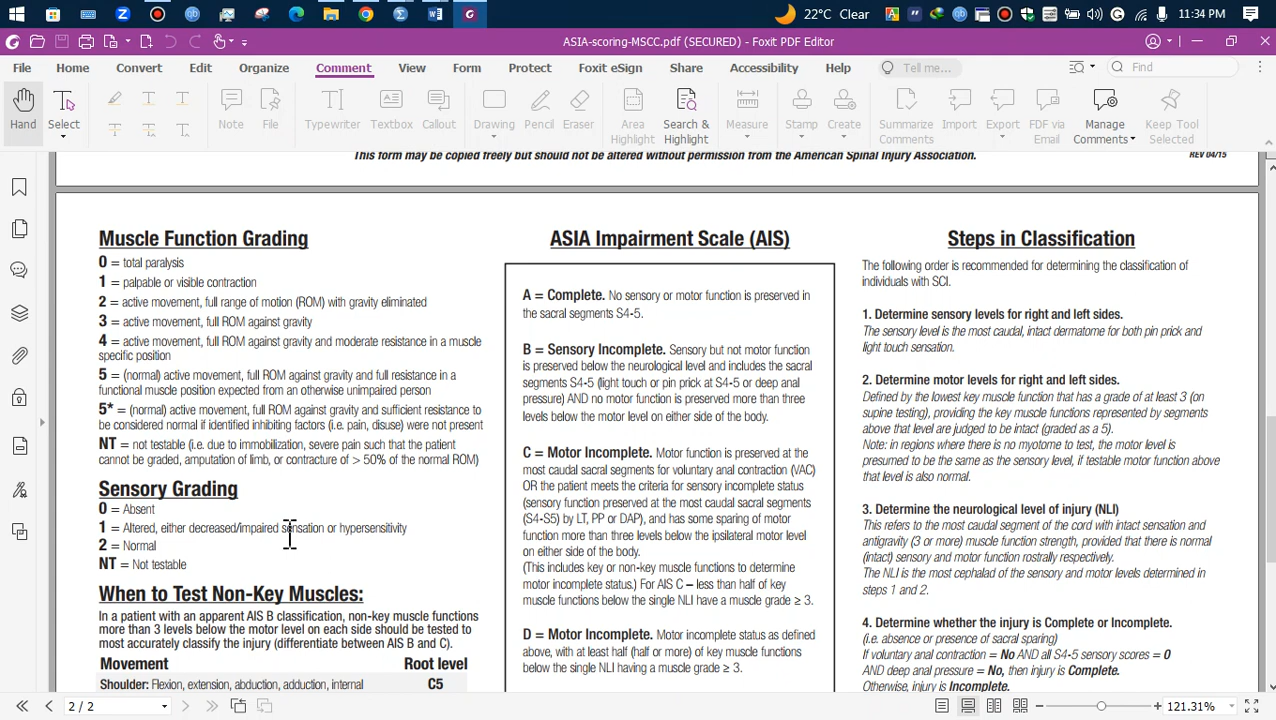 22°C Clear
11:34 PM
ASIA-scoring-MSCC.pdf (SECURED) - Foxit PDF Editor
File Home Convert Edit Organize Comment View Form Protect Foxit eSign Share Accessibility Help Tell me... Find
Hand
Select
Note
File
Typewriter
Textbox
Callout
Drawing
Pencil
Eraser
Area Highlight
Search & Highlight
Measure
Stamp
Create
Summarize Comments
Import
Export
FDF via Email
Manage Comments
Keep Tool Selected
This form may be copied freely but should not be altered without permission from the American Spinal Injury Association.
REV 04/15
Muscle Function Grading
0 = total paralysis
1 = palpable or visible contraction
2 = active movement, full range of motion (ROM) with gravity eliminated
3 = active movement, full ROM against gravity
4 = active movement, full ROM against gravity and moderate resistance in a muscle
specific position
5 = (normal) active movement, full ROM against gravity and full resistance in a
functional muscle position expected from an otherwise unimpaired person
5* = (normal) active movement, full ROM against gravity and sufficient resistance to
be considered normal if identified inhibiting factors (i.e. pain, disuse) were not present
NT = not testable (i.e. due to immobilization, severe pain such that the patient
cannot be graded, amputation of limb, or contracture of > 50% of the normal ROM)
Sensory Grading
0 = Absent
1 = Altered, either decreased/impaired sensation or hypersensitivity
2 = Normal
NT = Not testable
When to Test Non-Key Muscles:
In a patient with an apparent AIS B classification, non-key muscle functions
more than 3 levels below the motor level on each side should be tested to
most accurately classify the injury (differentiate between AIS B and C).
Movement Root level
Shoulder: Flexion, extension, abduction, adduction, internal C5
ASIA Impairment Scale (AIS)
A = Complete. No sensory or motor function is preserved in
the sacral segments S4-5.
B = Sensory Incomplete. Sensory but not motor function
is preserved below the neurological level and includes the sacral
segments S4-5 (light touch or pin prick at S4-5 or deep anal
pressure) AND no motor function is preserved more than three
levels below the motor level on either side of the body.
C = Motor Incomplete. Motor function is preserved at the
most caudal sacral segments for voluntary anal contraction (VAC)
OR the patient meets the criteria for sensory incomplete status
(sensory function preserved at the most caudal sacral segments
(S4-S5) by LT, PP or DAP), and has some sparing of motor
function more than three levels below the ipsilateral motor level
on either side of the body.
(This includes key or non-key muscle functions to determine
motor incomplete status.) For AIS C – less than half of key
muscle functions below the single NLI have a muscle grade ≥ 3.
D = Motor Incomplete. Motor incomplete status as defined
above, with at least half (half or more) of key muscle functions
below the single NLI having a muscle grade ≥ 3.
Steps in Classification
The following order is recommended for determining the classification of
individuals with SCI.
1. Determine sensory levels for right and left sides.
The sensory level is the most caudal, intact dermatome for both pin prick and
light touch sensation.
2. Determine motor levels for right and left sides.
Defined by the lowest key muscle function that has a grade of at least 3 (on
supine testing), providing the key muscle functions represented by segments
above that level are judged to be intact (graded as a 5).
Note: in regions where there is no myotome to test, the motor level is
presumed to be the same as the sensory level, if testable motor function above
that level is also normal.
3. Determine the neurological level of injury (NLI)
This refers to the most caudal segment of the cord with intact sensation and
antigravity (3 or more) muscle function strength, provided that there is normal
(intact) sensory and motor function rostrally respectively.
The NLI is the most cephalad of the sensory and motor levels determined in
steps 1 and 2.
4. Determine whether the injury is Complete or Incomplete.
(i.e. absence or presence of sacral sparing)
If voluntary anal contraction = No AND all S4-5 sensory scores = 0
AND deep anal pressure = No, then injury is Complete.
Otherwise, injury is Incomplete.
2 / 2
121.31%